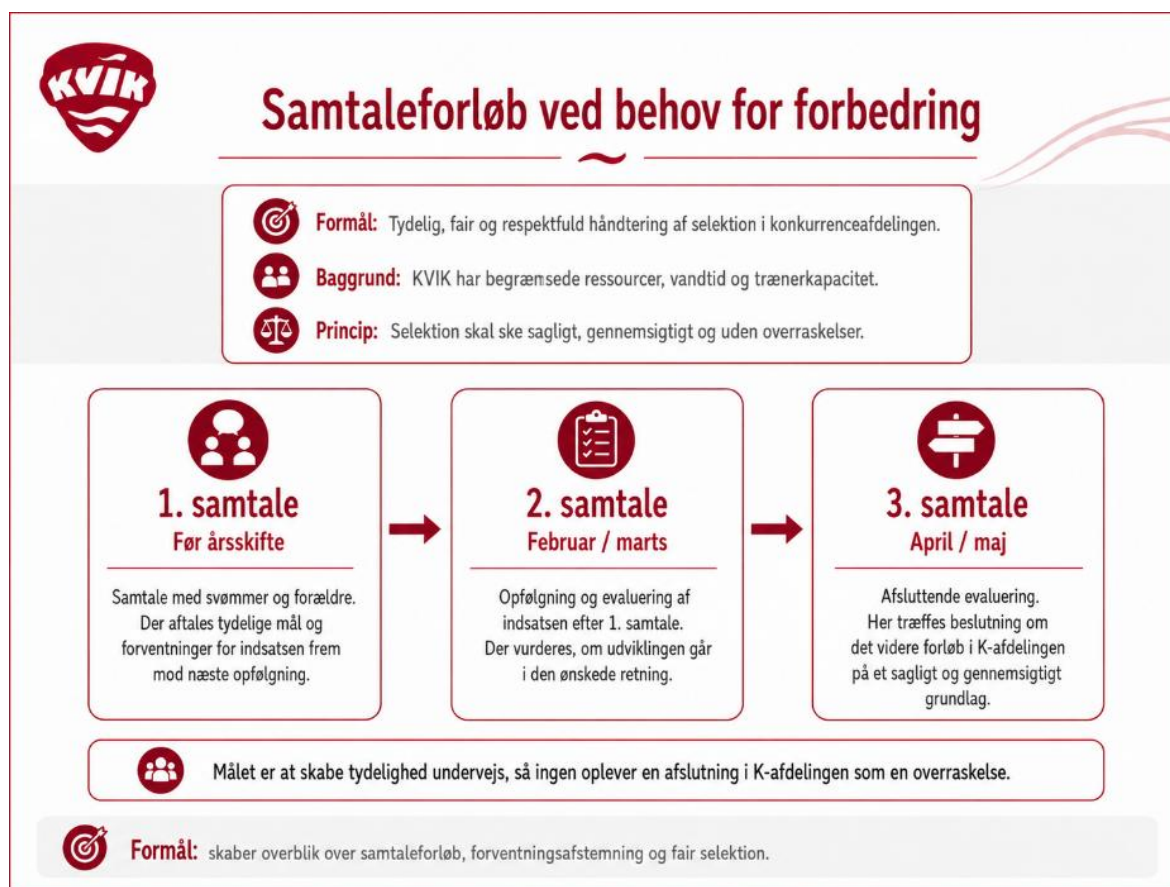 KVIK
Samtaleforløb ved behov for forbedring
Formål: Tydelig, fair og respektfuld håndtering af selektion i konkurrenceafdelingen.
Baggrund: KVIK har begræmsede ressourcer, vandtid og trænerkapacitet.
Princip: Selektion skal ske sagligt, gennemsigtigt og uden overraskelser.
1. samtale
Før årsskifte
Samtale med svømmer og forældre.
Der aftales tydelige mål og
forventninger for indsatsen frem
mod næste opfølgning.
2. samtale
Februar / marts
Opfølgning og evaluering af
indsatsen efter 1. samtale.
Der vurderes, om udviklingen går
i den ønskede retning.
3. samtale
April / maj
Afsluttende evaluering.
Her træffes beslutning om
det videre forløb i K-afdelingen
på et sagligt og gennemsigtigt
grundlag.
Målet er at skabe tydelighed undervejs, så ingen oplever en afslutning i K-afdelingen som en overraskelse.
Formål: skaber overblik over samtaleforløb, forventningsafstemning og fair selektion.